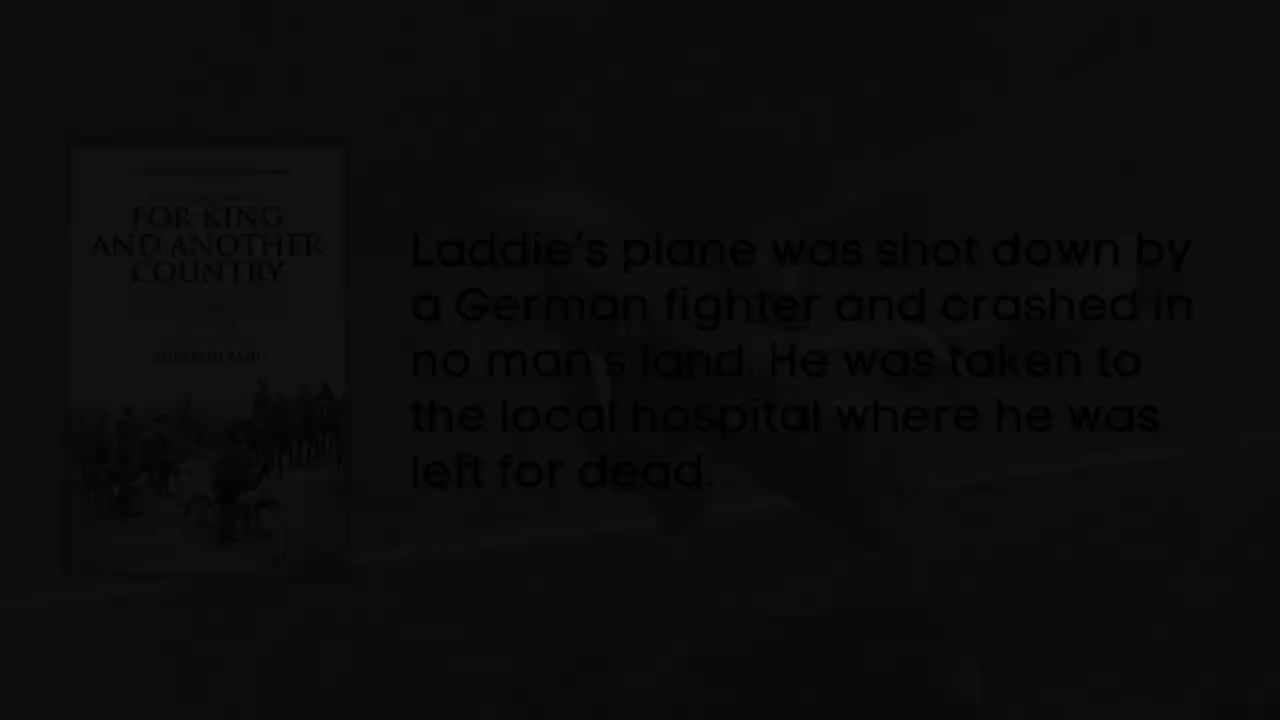 FOR KING
AND ANOTHER
COUNTRY
Laddie's plane was shot down by
a German fighter and crashed in
no man's land. He was taken to
the local hospital where he was
left for dead.